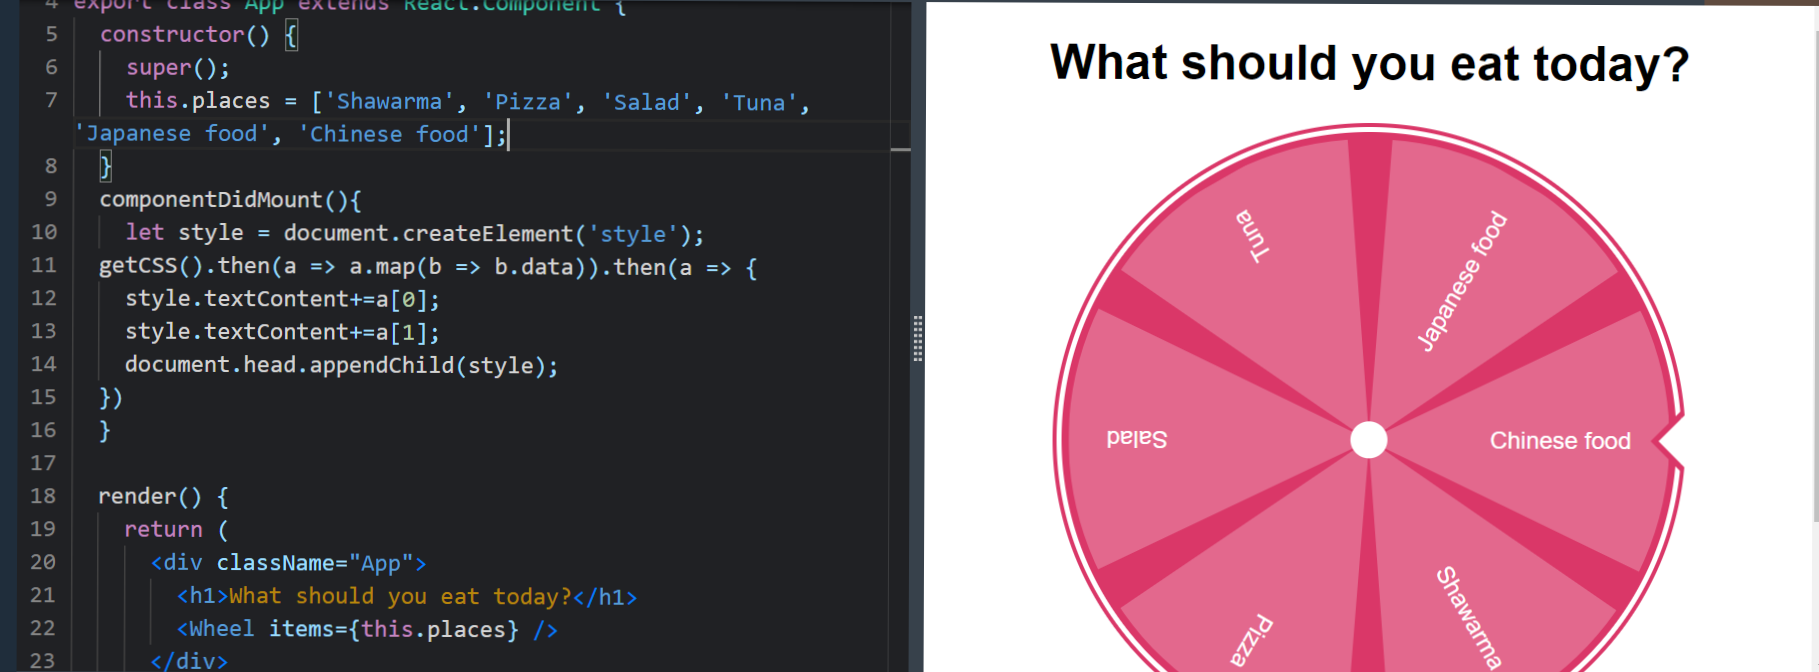 4 export class App extends React.Component {
5 constructor() {
6 super();
7 this.places = ['Shawarma', 'Pizza', 'Salad', 'Tuna',
'Japanese food', 'Chinese food'];
8 }
9 componentDidMount(){
10 let style = document.createElement('style');
11 getCSS().then(a => a.map(b => b.data)).then(a => {
12 style.textContent+=a[0];
13 style.textContent+=a[1];
14 document.head.appendChild(style);
15 })
16 }
17
18 render() {
19 return (
20 <div className="App">
21 <h1>What should you eat today?</h1>
22 <Wheel items={this.places} />
23 </div>
What should you eat today?
Tuna
Japanese food
Salad
Chinese food
Pizza
Shawarma